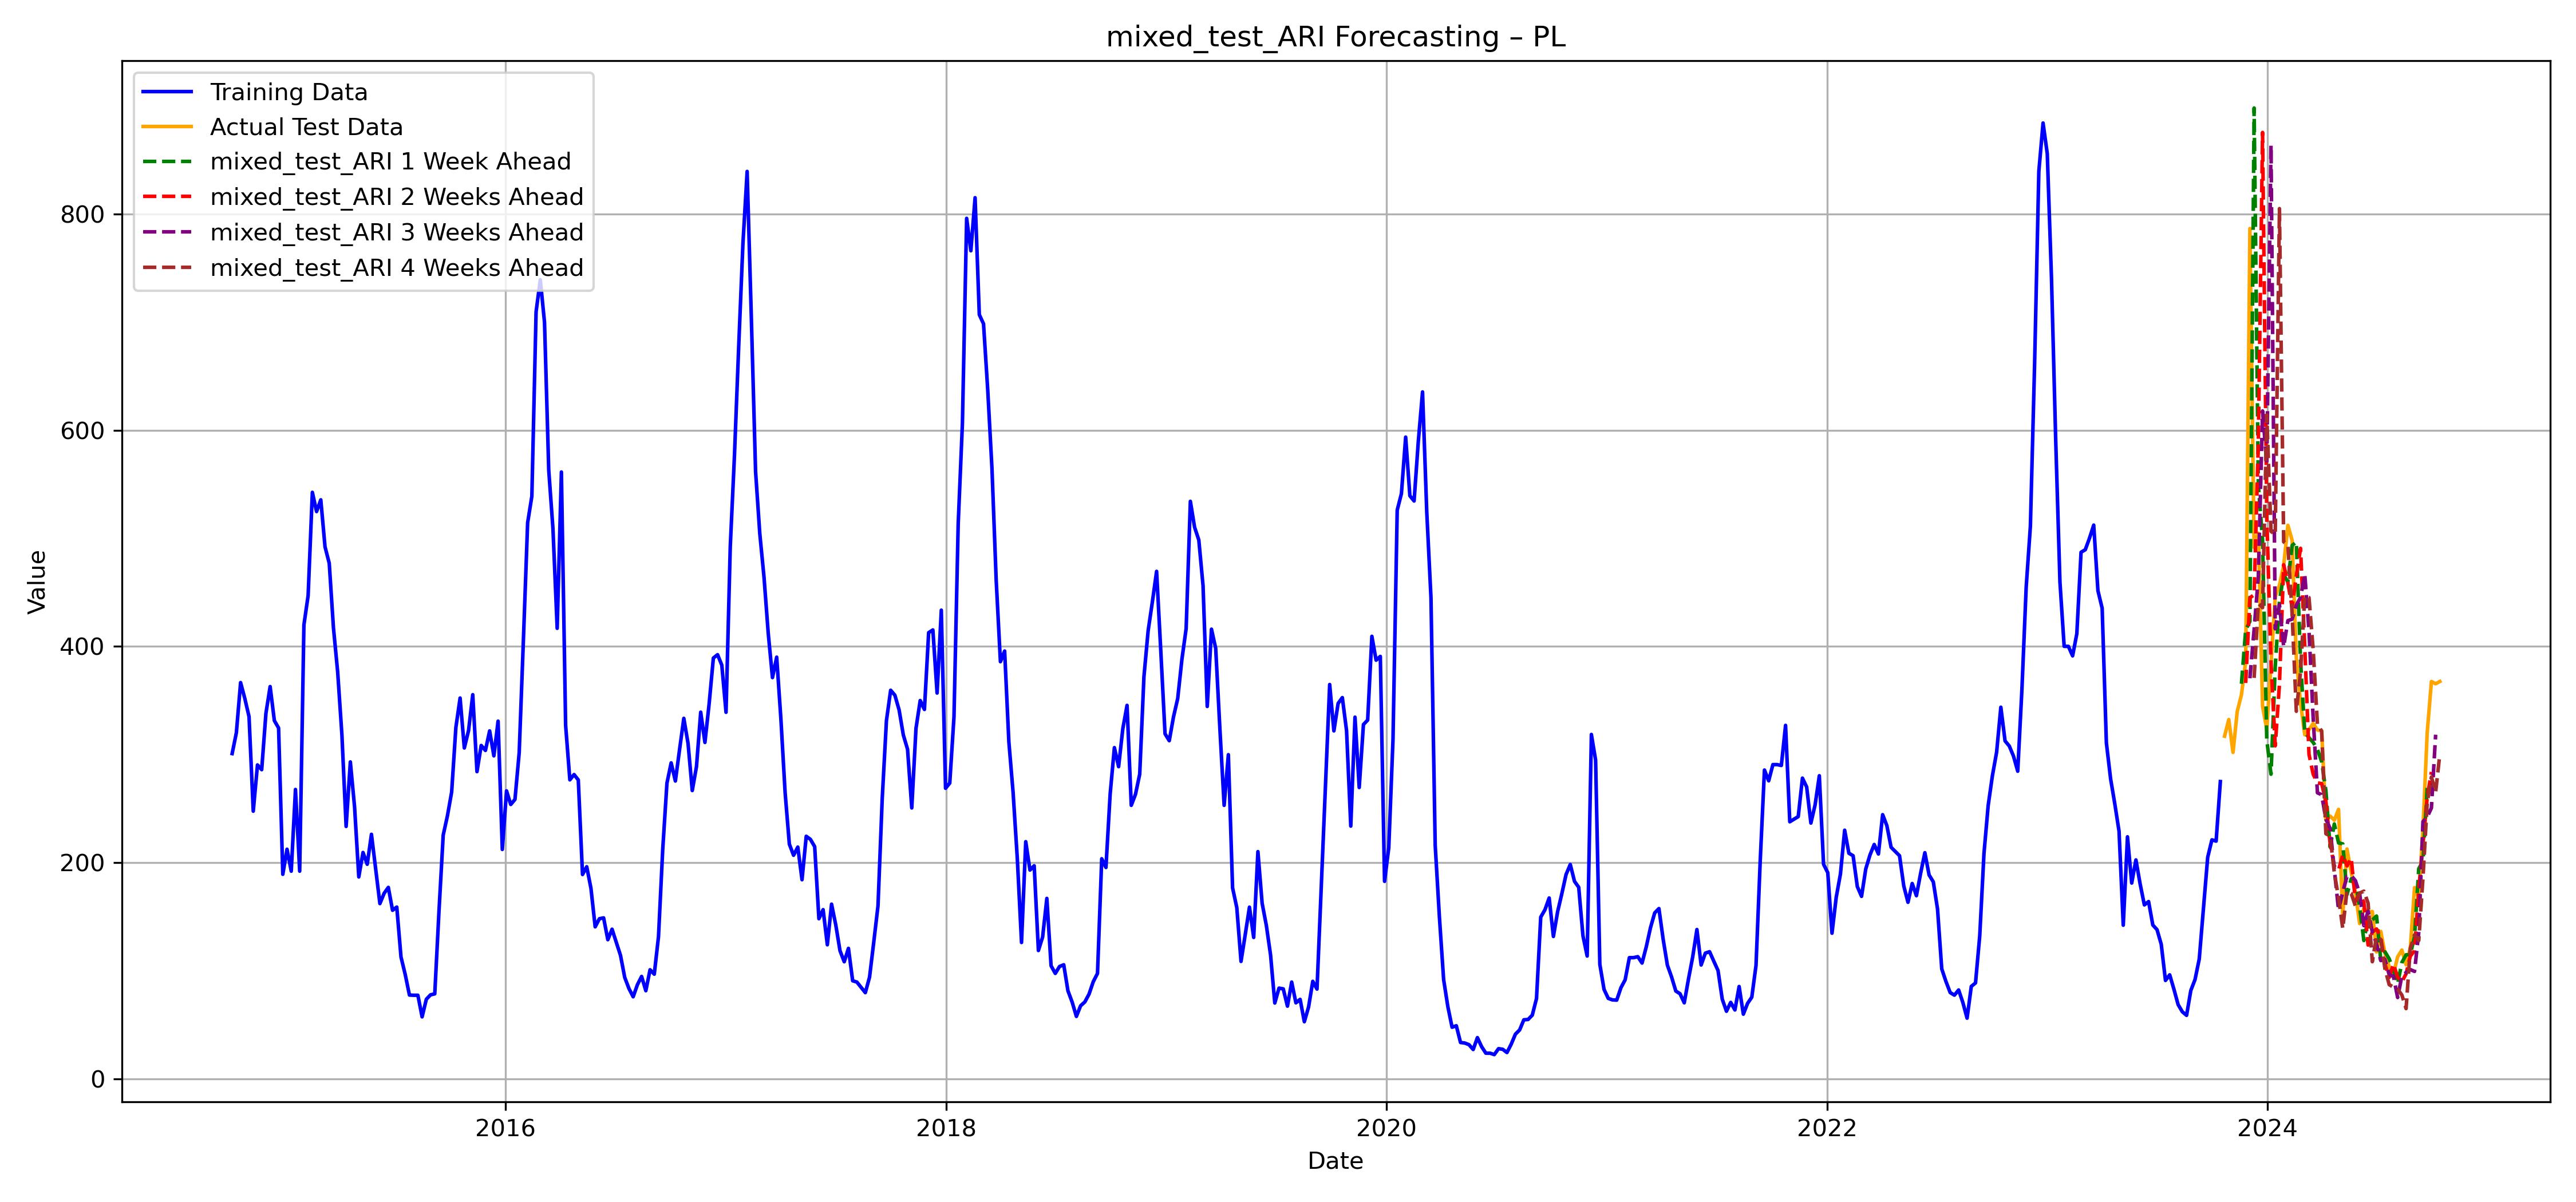 mixed_test_ARI Forecasting – PL
Training Data
Actual Test Data
mixed_test_ARI 1 Week Ahead
mixed_test_ARI 2 Weeks Ahead
mixed_test_ARI 3 Weeks Ahead
mixed_test_ARI 4 Weeks Ahead
Value
800
600
400
200
0
2016
2018
2020
2022
2024
Date